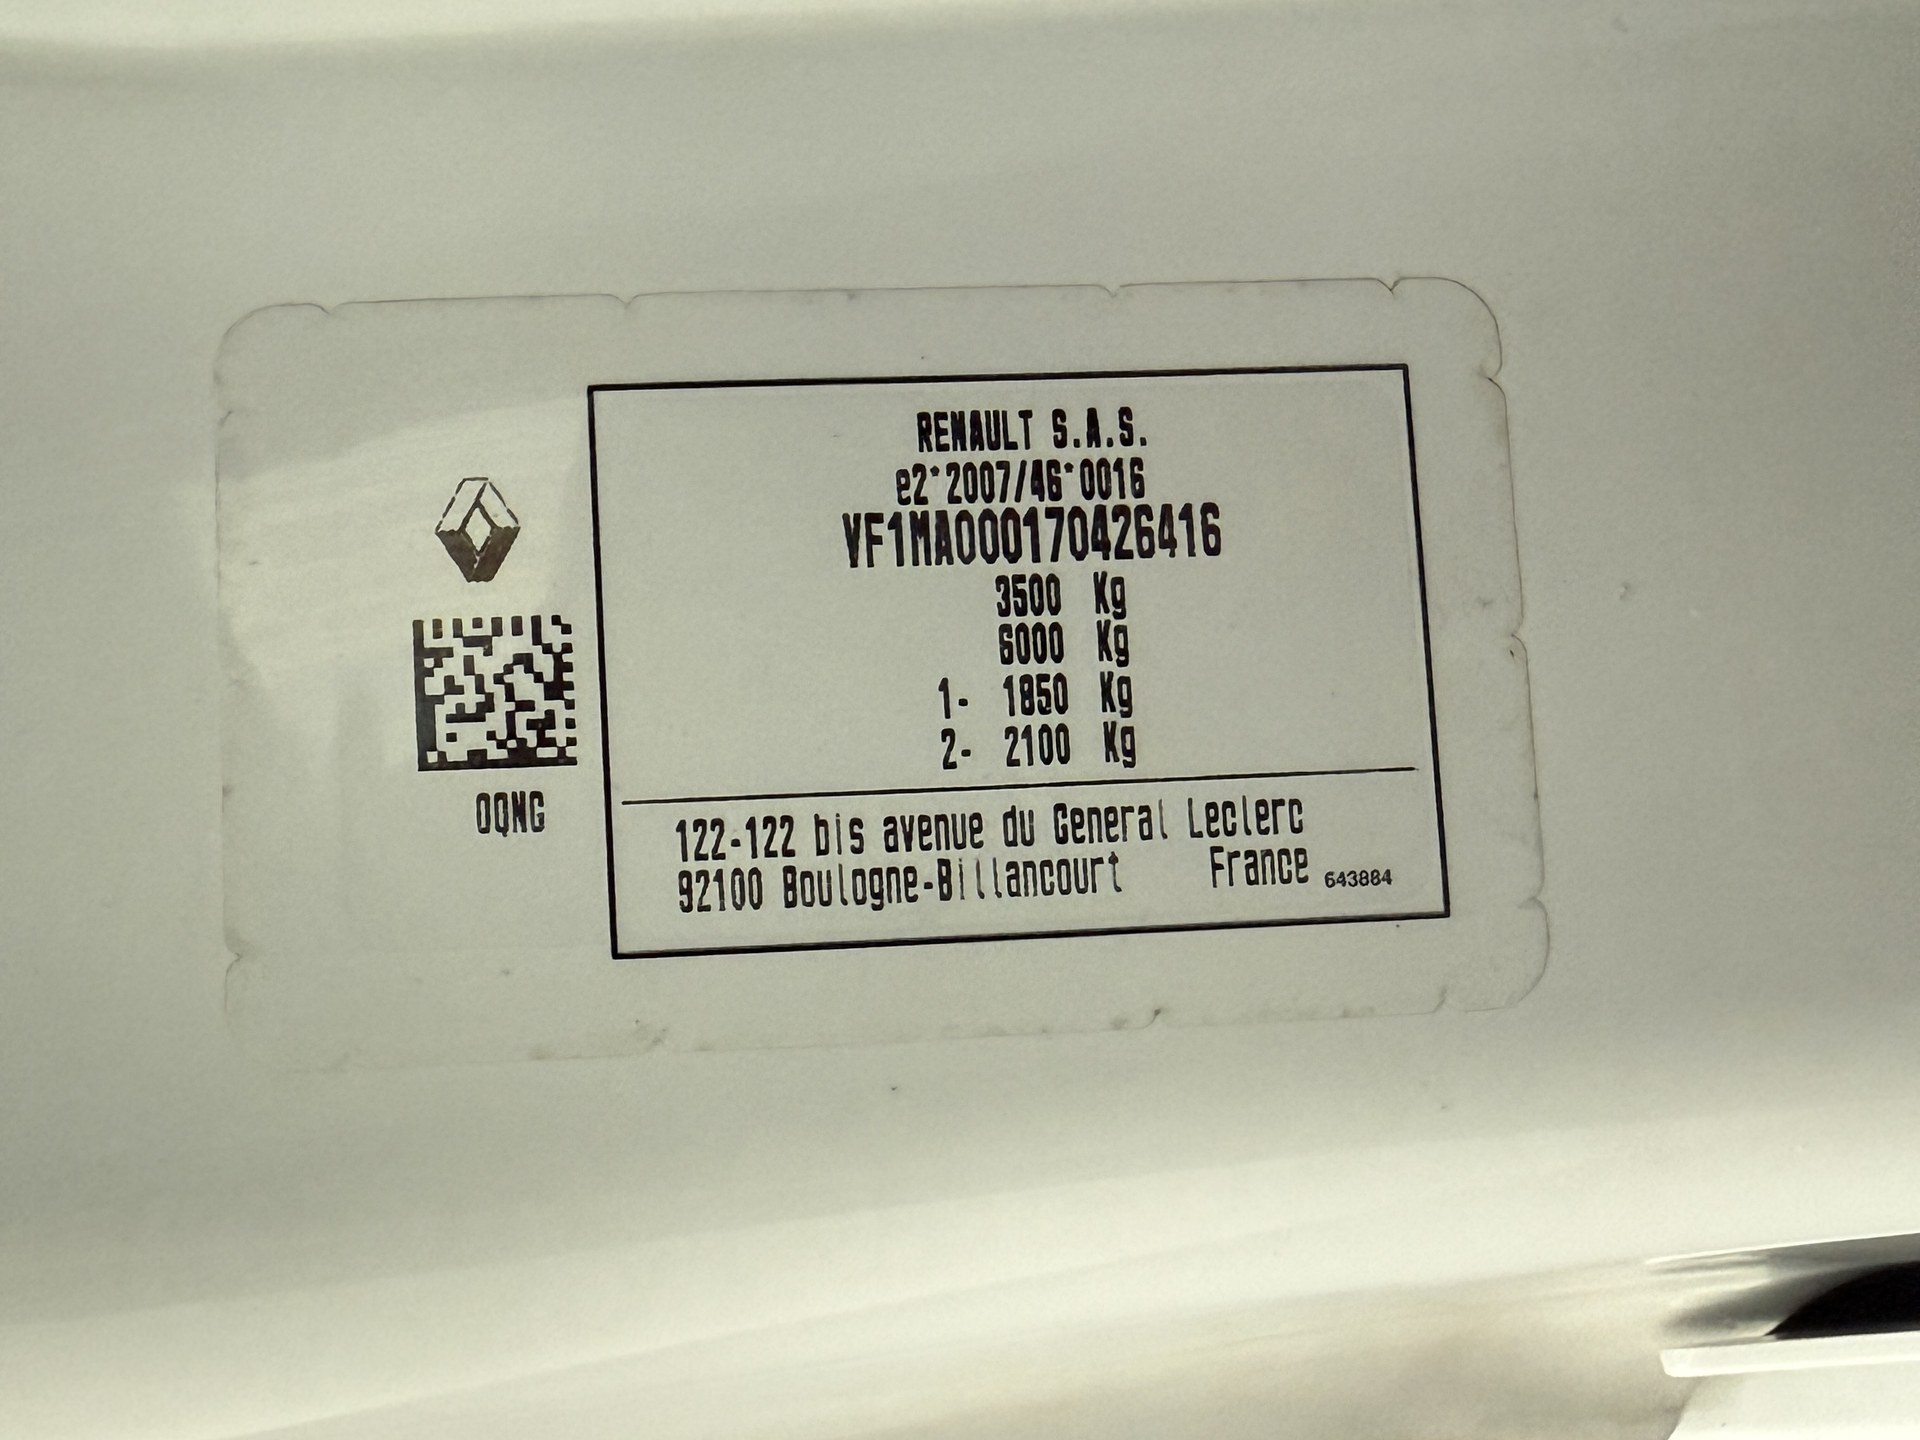 RENAULT S.A.S.
e2*2007/46*0016
VF1MA000170426416
3500 Kg
6000 Kg
1- 1850 Kg
2- 2100 Kg
OQNG
122-122 bis avenue du General Leclerc
92100 Boulogne-Billancourt France 643884